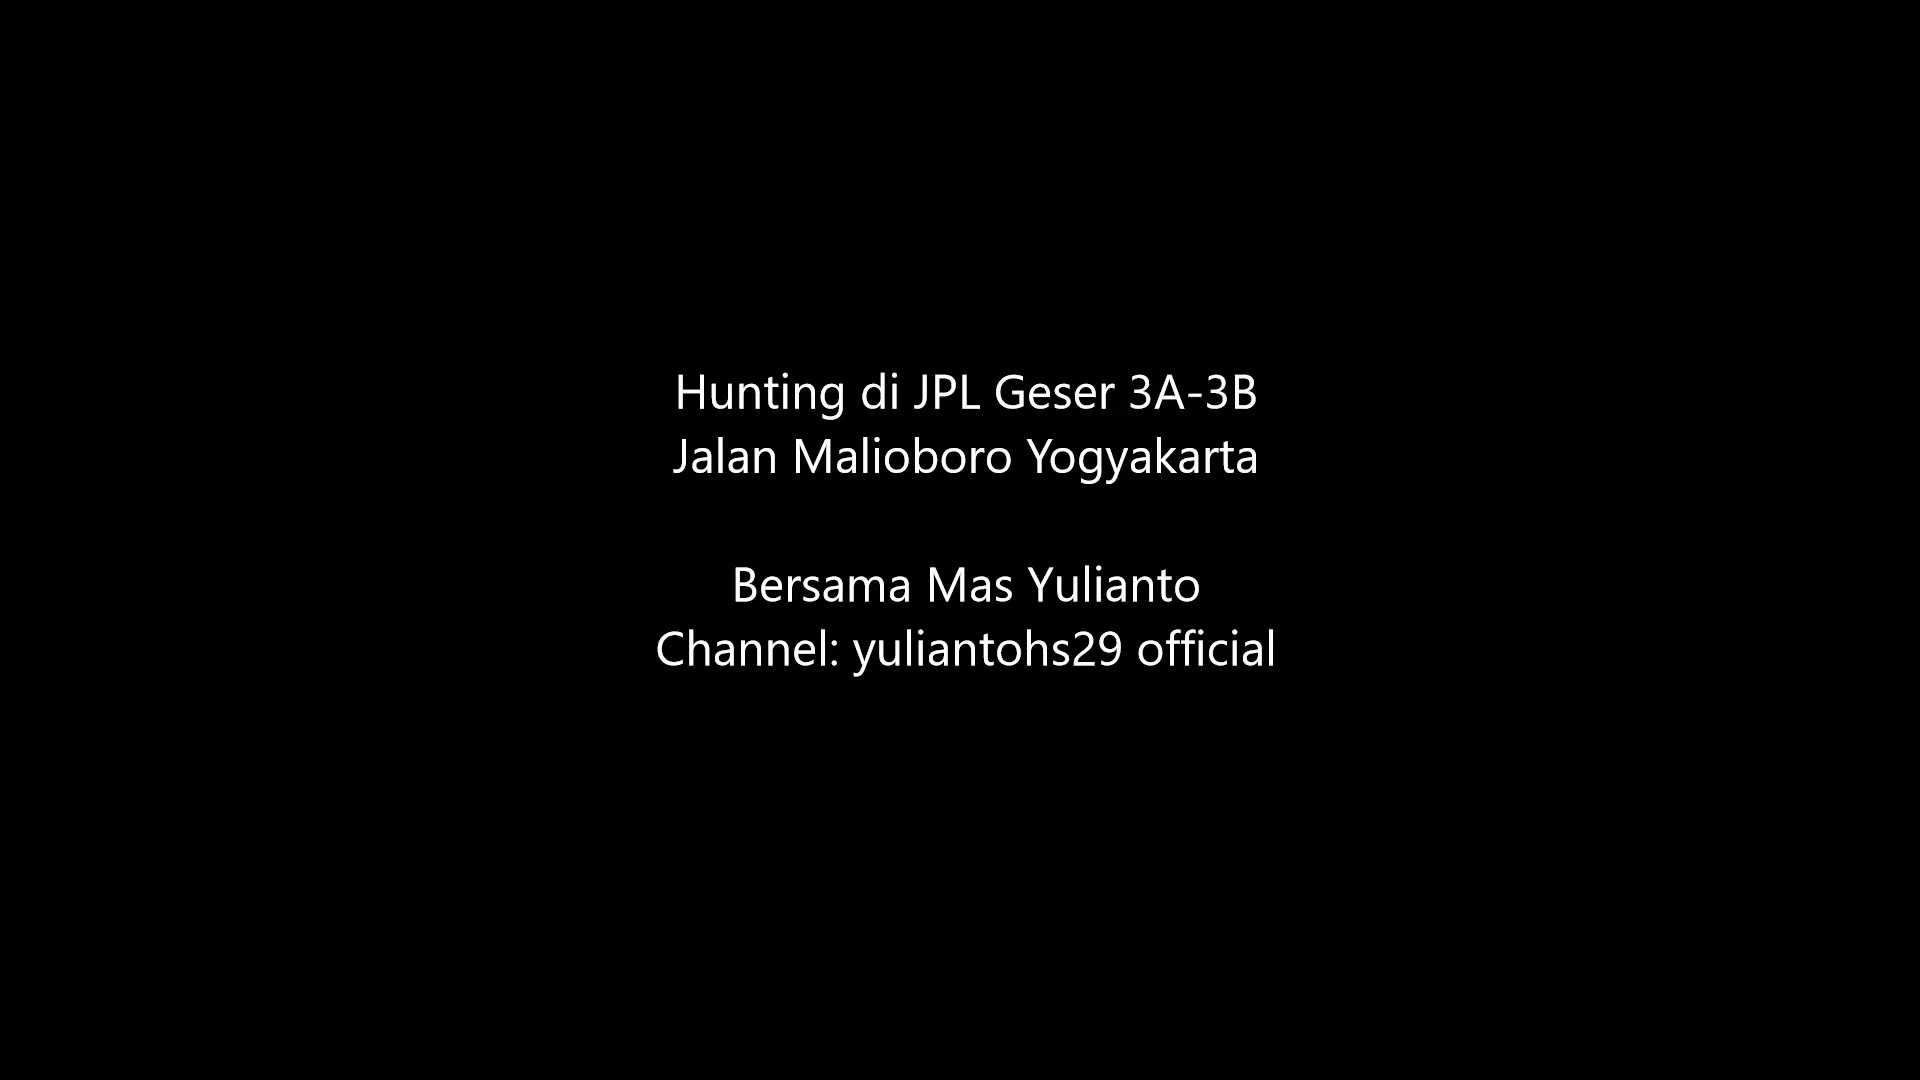 Hunting di JPL Geser 3A-3B
Jalan Malioboro Yogyakarta
Bersama Mas Yulianto
Channel: yuliantohs29 official